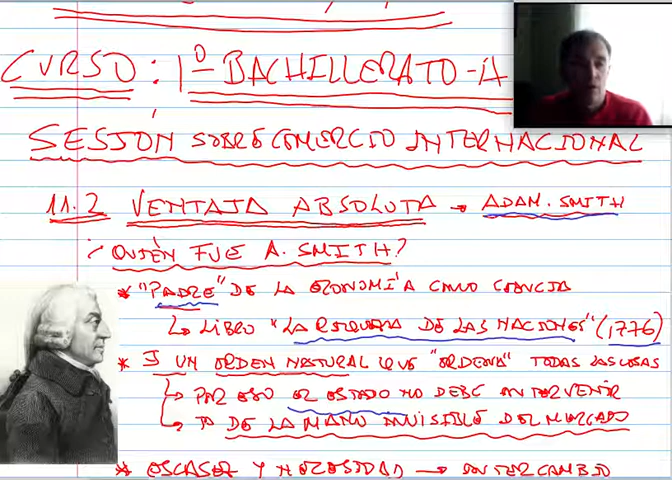 CURSO: 1º BACHILLERATO-A
SESIÓN SOBRE COMERCIO INTERNACIONAL
11.2 VENTAJA ABSOLUTA → ADAM. SMITH
¿QUIÉN FUE A. SMITH?
* "PADRE" DE LA ECONOMÍA COMO CIENCIA
↳ LIBRO "LA RIQUEZA DE LAS NACIONES" (1776)
* ∃ UN ORDEN NATURAL QUE "ORDENA" TODAS LAS COSAS
↳ POR ESO EL ESTADO NO DEBE INTERVENIR
↳ Tª DE LA MANO INVISIBLE DEL MERCADO
* ESCASEZ Y NECESIDAD → INTERCAMBIO